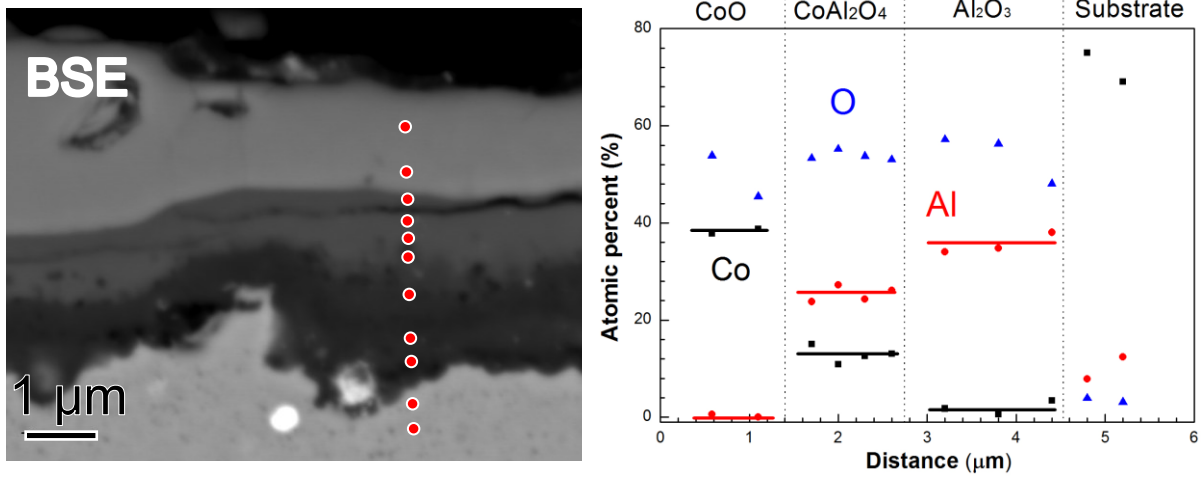 BSE
1 μm
CoO CoAl₂O₄ Al₂O₃ Substrate
80
60
40
20
0
Atomic percent (%)
O
Al
Co
0 1 2 3 4 5 6
Distance (μm)